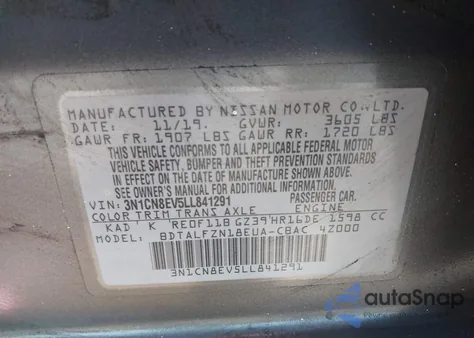 MANUFACTURED BY NISSAN MOTOR CO.,LTD.
DATE: 11/19. GVWR: 3605 LBS
GAWR FR: 1907 LBS GAWR RR: 1720 LBS
THIS VEHICLE CONFORMS TO ALL APPLICABLE FEDERAL MOTOR
VEHICLE SAFETY, BUMPER AND THEFT PREVENTION STANDARDS
IN EFFECT ON THE DATE OF MANUFACTURE SHOWN ABOVE.
SEE OWNER'S MANUAL FOR ADDITIONAL INFORMATION.
VIN: 3N1CN8EV5LL841291 PASSENGER CAR.
COLOR TRIM TRANS AXLE ENGINE
KAD K RE0F11B GZ39 HR16DE 1598 CC
MODEL: BDTALFZN18EUA-CBAC 4Z000
3N1CN8EV5LL841291
autoSnap